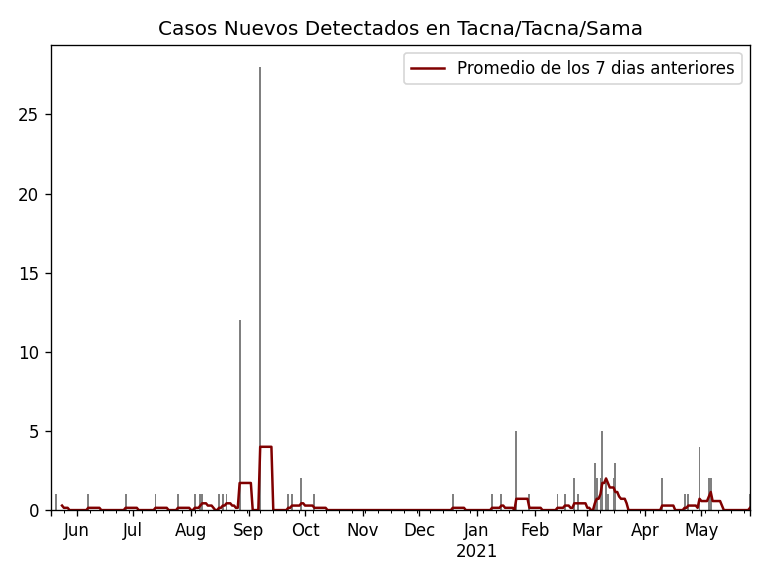 Casos Nuevos Detectados en Tacna/Tacna/Sama
Promedio de los 7 dias anteriores
25
20
15
10
5
0
Jun Jul Aug Sep Oct Nov Dec Jan Feb Mar Apr May
2021